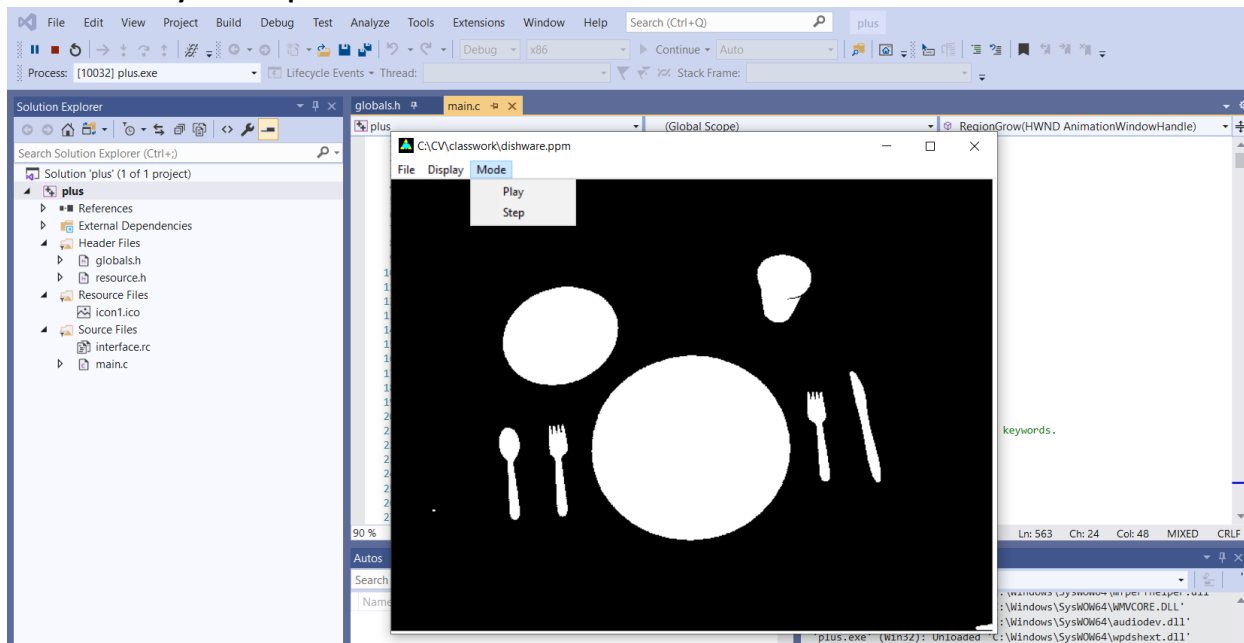 File Edit View Project Build Debug Test Analyze Tools Extensions Window Help Search (Ctrl+Q) plus
Debug x86 Continue Auto
Process: [10032] plus.exe Lifecycle Events Thread: Stack Frame:
Solution Explorer
Search Solution Explorer (Ctrl+;)
Solution 'plus' (1 of 1 project)
plus
References
External Dependencies
Header Files
globals.h
resource.h
Resource Files
icon1.ico
Source Files
interface.rc
main.c
globals.h main.c
plus (Global Scope) RegionGrow(HWND AnimationWindowHandle)
C:\CV\classwork\dishware.ppm
File Display Mode
Play
Step
keywords.
90 % Ln: 563 Ch: 24 Col: 48 MIXED CRLF
Autos
Search
Name
:\Windows\SysWOW64\WMVCORE.DLL'
:\Windows\SysWOW64\audiodev.dll'
'plus.exe' (Win32): Unloaded 'C:\Windows\SysWOW64\wpdshext.dll'